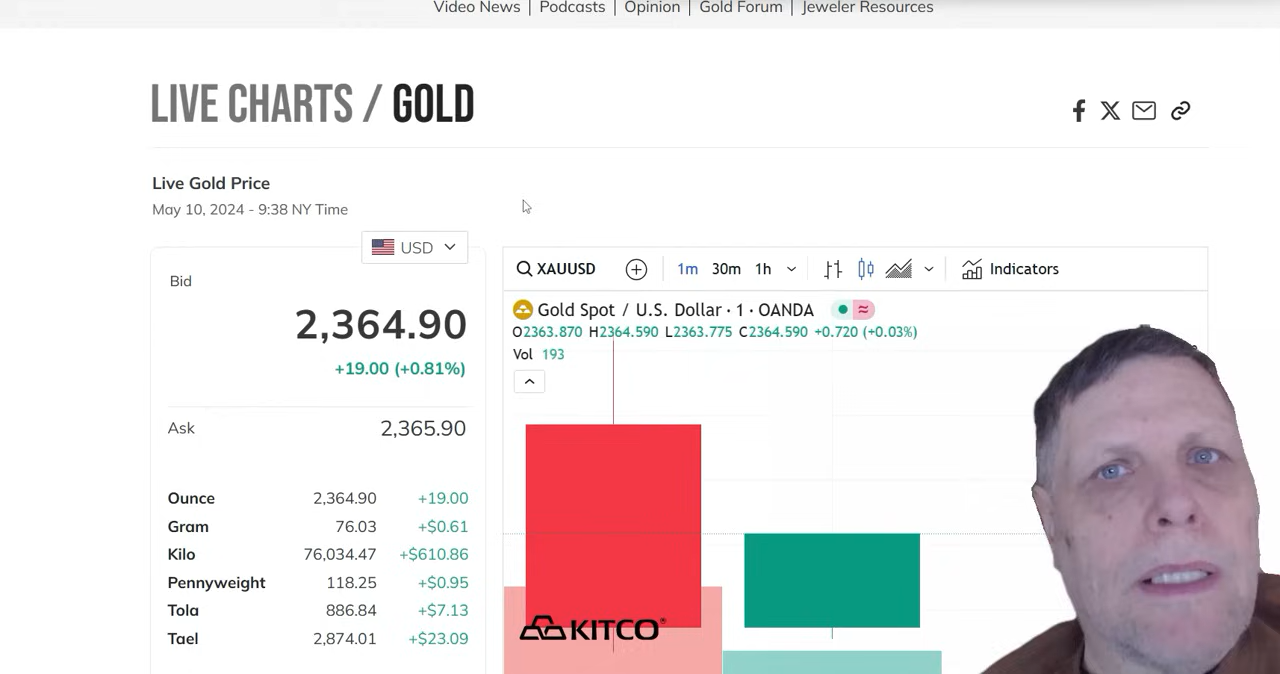 Video News | Podcasts | Opinion | Gold Forum | Jeweler Resources
LIVE CHARTS / GOLD
Live Gold Price
May 10, 2024 - 9:38 NY Time
USD
Bid
2,364.90
+19.00 (+0.81%)
Ask 2,365.90
Ounce 2,364.90 +19.00
Gram 76.03 +$0.61
Kilo 76,034.47 +$610.86
Pennyweight 118.25 +$0.95
Tola 886.84 +$7.13
Tael 2,874.01 +$23.09
XAUUSD 1m 30m 1h Indicators
Gold Spot / U.S. Dollar · 1 · OANDA
O2363.870 H2364.590 L2363.775 C2364.590 +0.720 (+0.03%)
Vol 193
KITCO®